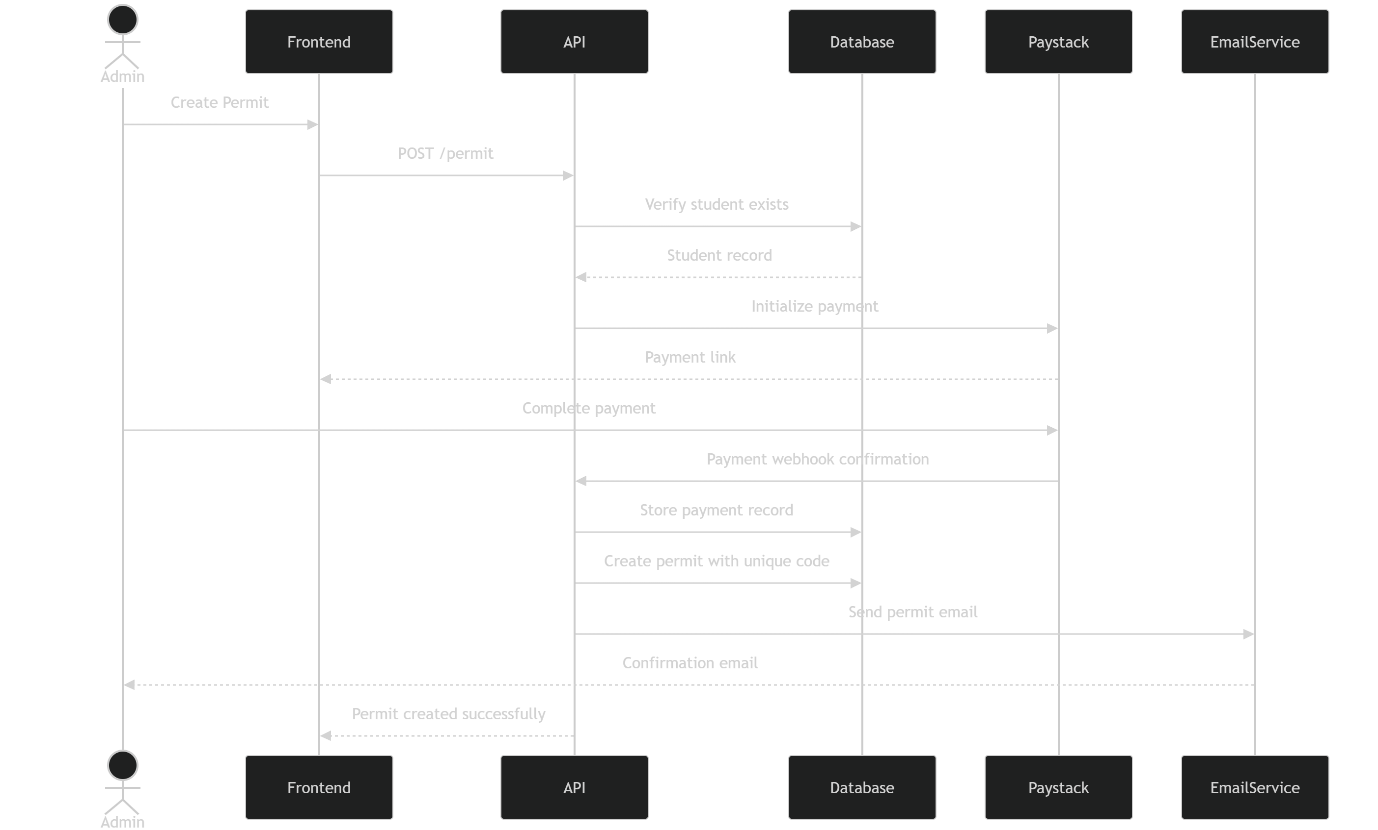 Admin
Frontend
API
Database
Paystack
EmailService
Create Permit
POST /permit
Verify student exists
Student record
Initialize payment
Payment link
Complete payment
Payment webhook confirmation
Store payment record
Create permit with unique code
Send permit email
Confirmation email
Permit created successfully
Admin
Frontend
API
Database
Paystack
EmailService